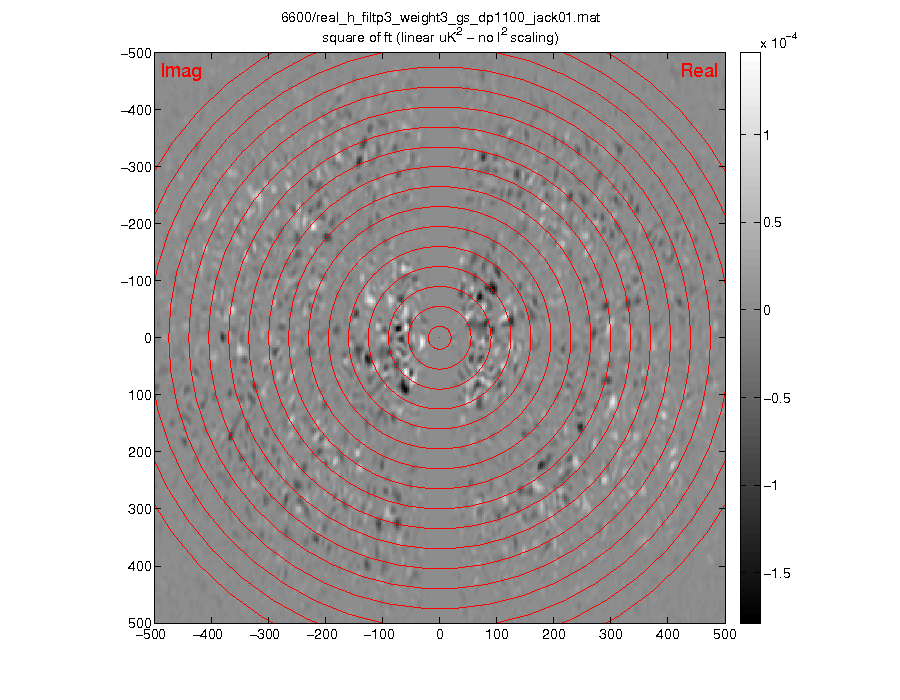 6600/real_h_filtp3_weight3_gs_dp1100_jack01.mat
square of ft (linear uK² − no l² scaling)
x 10⁻⁴
Imag
Real
−500
−400
−300
−200
−100
0
100
200
300
400
500
−500 −400 −300 −200 −100 0 100 200 300 400 500
1
0.5
0
−0.5
−1
−1.5